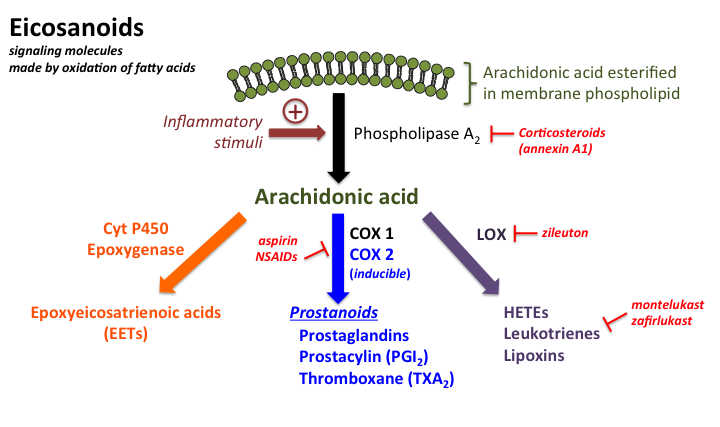 Eicosanoids
signaling molecules
made by oxidation of fatty acids
Arachidonic acid esterified
in membrane phospholipid
+
Inflammatory
stimuli
Phospholipase A2
Corticosteroids
(annexin A1)
Arachidonic acid
Cyt P450
Epoxygenase
aspirin
NSAIDs
COX 1
COX 2
(inducible)
LOX
zileuton
Epoxyeicosatrienoic acids
(EETs)
Prostanoids
Prostaglandins
Prostacylin (PGI2)
Thromboxane (TXA2)
HETEs
Leukotrienes
Lipoxins
montelukast
zafirlukast